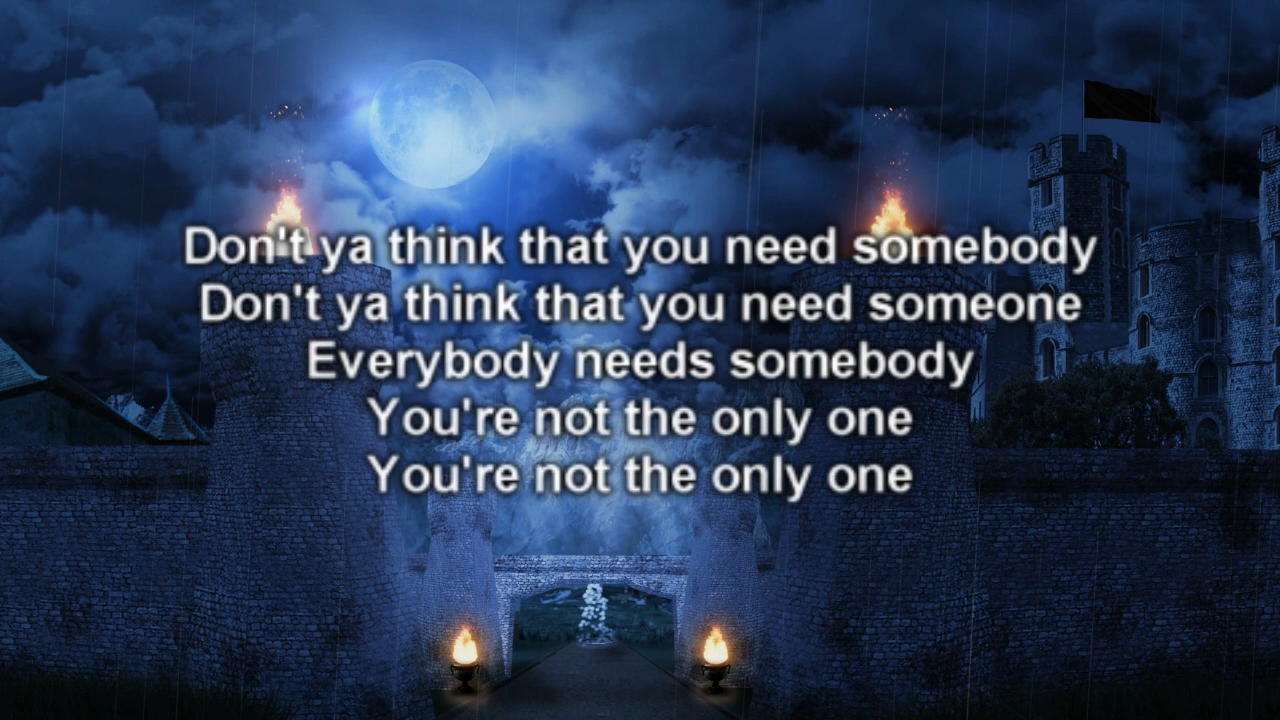 Don't ya think that you need somebody
Don't ya think that you need someone
Everybody needs somebody
You're not the only one
You're not the only one